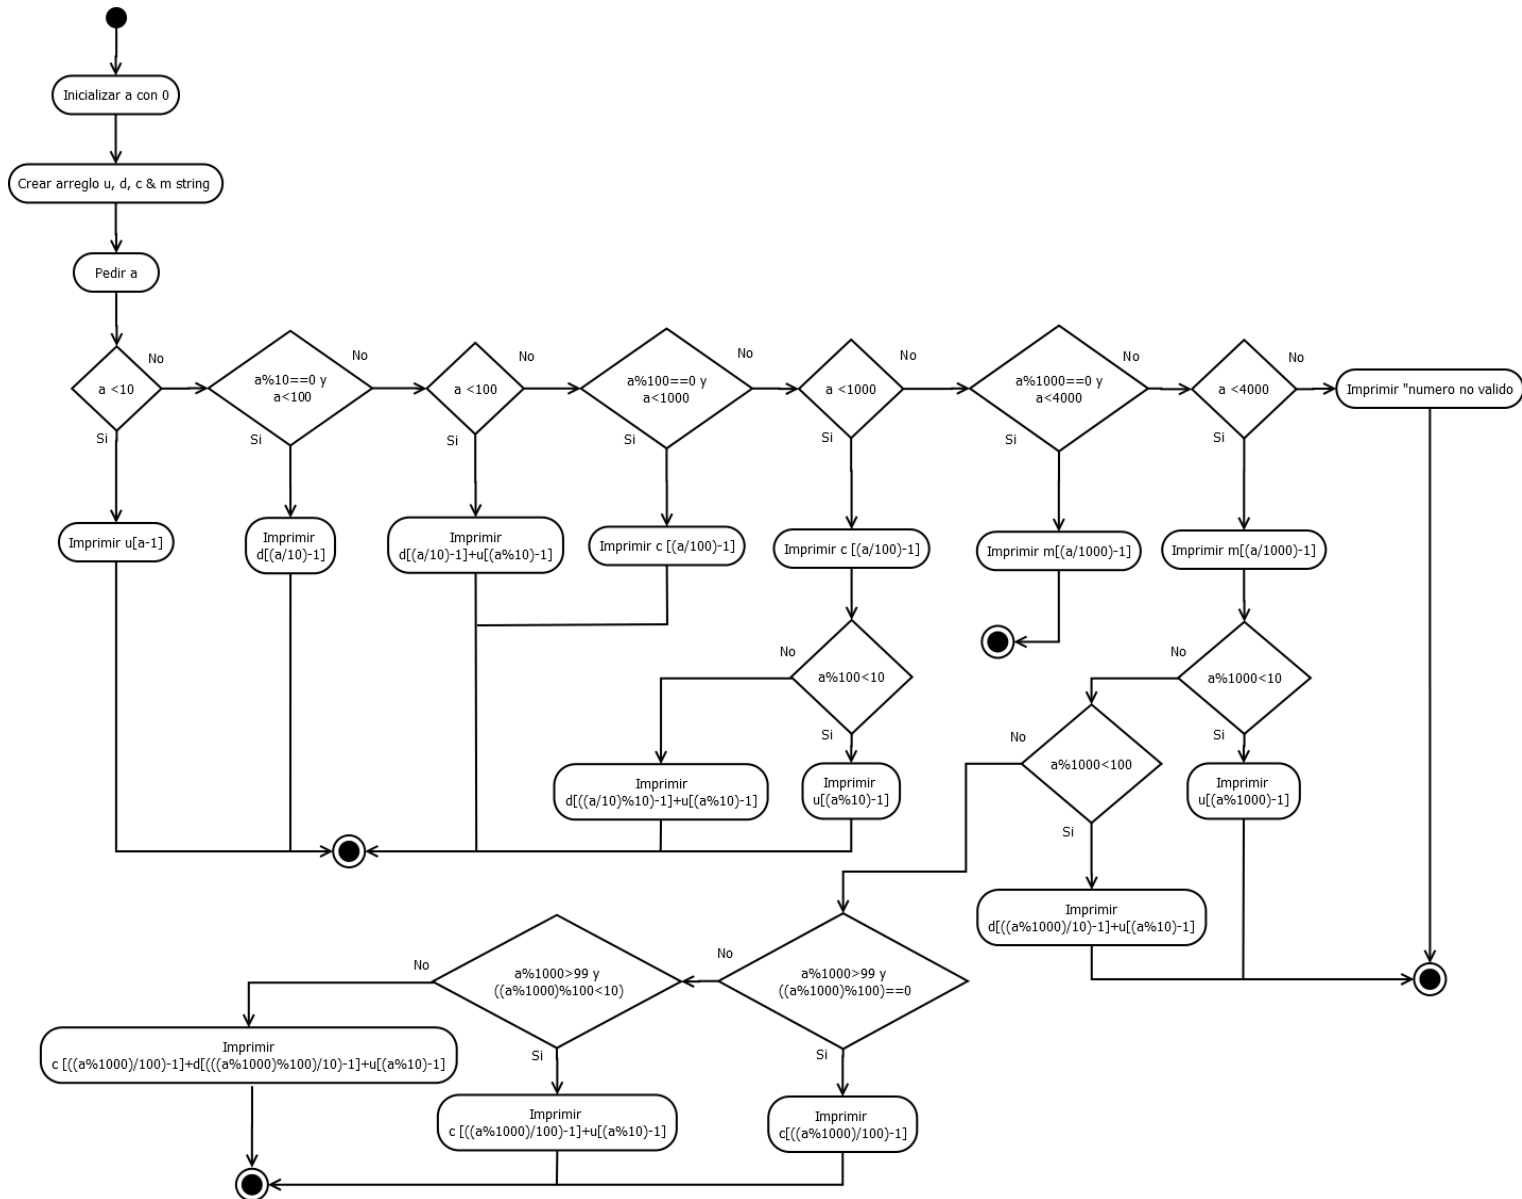 Inicializar a con 0
Crear arreglo u, d, c & m string
Pedir a
a <10
No
Si
a%10==0 y
a<100
No
Si
a <100
No
Si
a%100==0 y
a<1000
No
Si
a <1000
No
Si
a%1000==0 y
a<4000
No
Si
a <4000
No
Si
Imprimir "numero no valido
Imprimir u[a-1]
Imprimir
d[(a/10)-1]
Imprimir
d[(a/10)-1]+u[(a%10)-1]
Imprimir c [(a/100)-1]
Imprimir c [(a/100)-1]
Imprimir m[(a/1000)-1]
Imprimir m[(a/1000)-1]
No
a%100<10
Si
No
a%1000<10
Si
No
a%1000<100
Si
Imprimir
d[((a/10)%10)-1]+u[(a%10)-1]
Imprimir
u[(a%10)-1]
Imprimir
u[(a%1000)-1]
Imprimir
d[((a%1000)/10)-1]+u[(a%10)-1]
No
a%1000>99 y
((a%1000)%100)==0
Si
No
a%1000>99 y
((a%1000)%100<10)
Si
Imprimir
c [((a%1000)/100)-1]+d[(((a%1000)%100)/10)-1]+u[(a%10)-1]
Imprimir
c [((a%1000)/100)-1]+u[(a%10)-1]
Imprimir
c[((a%1000)/100)-1]